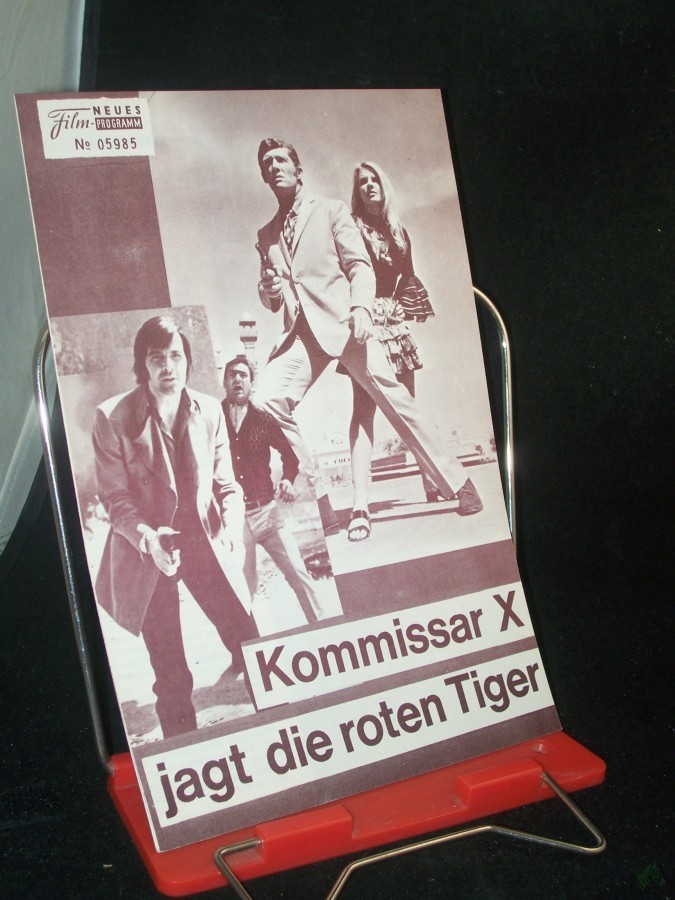 Film- NEUES
PROGRAMM
Nº 05985
Kommissar X
jagt die roten Tiger